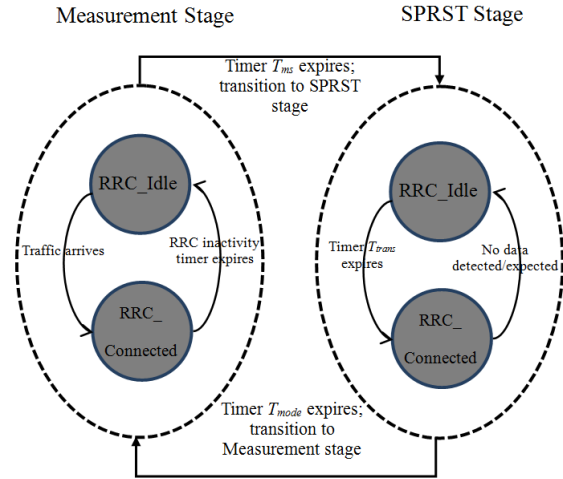 Measurement Stage
SPRST Stage
Timer Tms expires;
transition to SPRST
stage
RRC_Idle
RRC_Idle
Traffic arrives
RRC inactivity
timer expires
Timer Ttrans
expires
No data
detected/expected
RRC_
Connected
RRC_
Connected
Timer Tmode expires;
transition to
Measurement stage